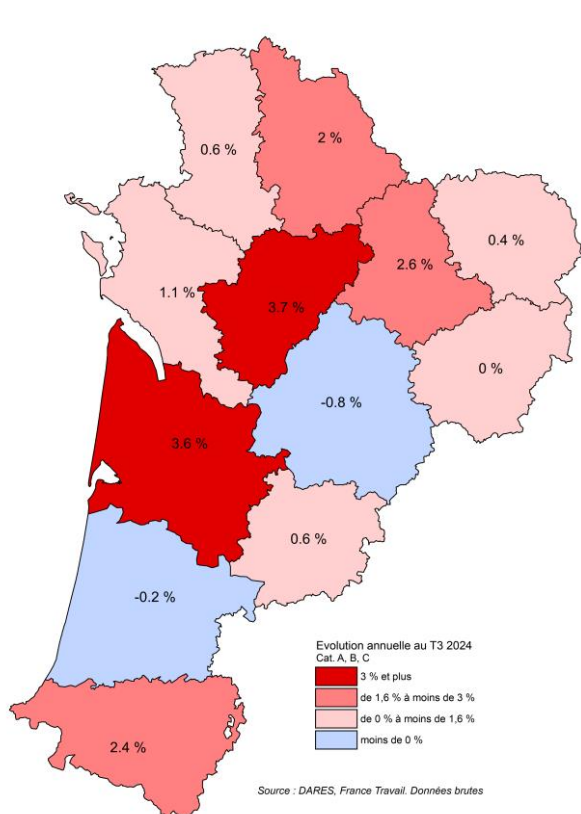 2 %
0.6 %
0.4 %
2.6 %
1.1 %
3.7 %
0 %
-0.8 %
3.6 %
0.6 %
-0.2 %
2.4 %
Evolution annuelle au T3 2024
Cat. A, B, C
3 % et plus
de 1,6 % à moins de 3 %
de 0 % à moins de 1,6 %
moins de 0 %
Source : DARES, France Travail. Données brutes